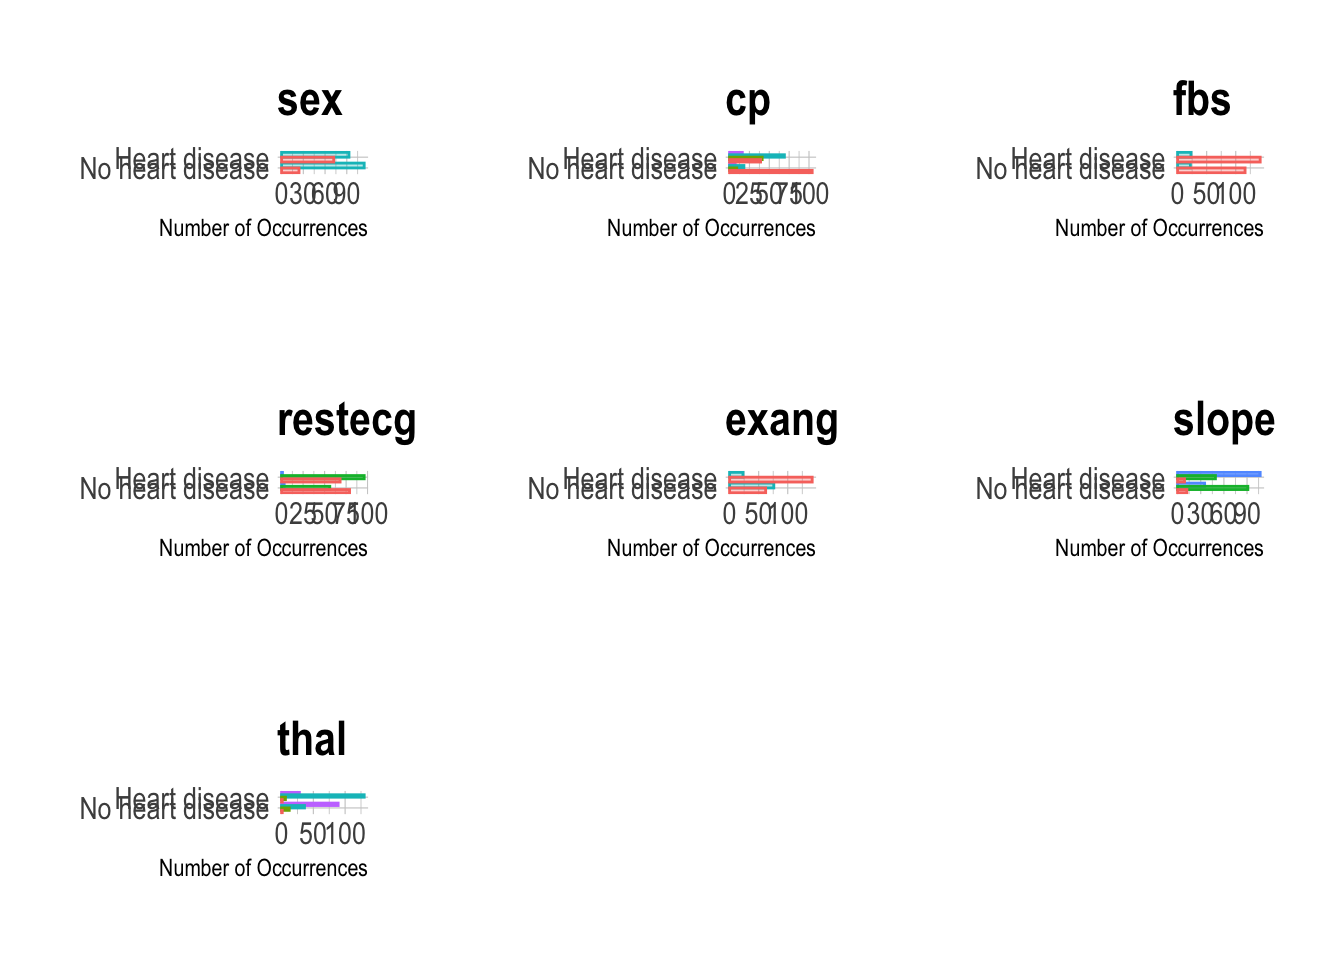 sex
Heart disease
No heart disease
0 30 60 90
Number of Occurrences
cp
Heart disease
No heart disease
0 25 50 75 100
Number of Occurrences
fbs
Heart disease
No heart disease
0 50 100
Number of Occurrences
restecg
Heart disease
No heart disease
0 25 50 75 100
Number of Occurrences
exang
Heart disease
No heart disease
0 50 100
Number of Occurrences
slope
Heart disease
No heart disease
0 30 60 90
Number of Occurrences
thal
Heart disease
No heart disease
0 50 100
Number of Occurrences